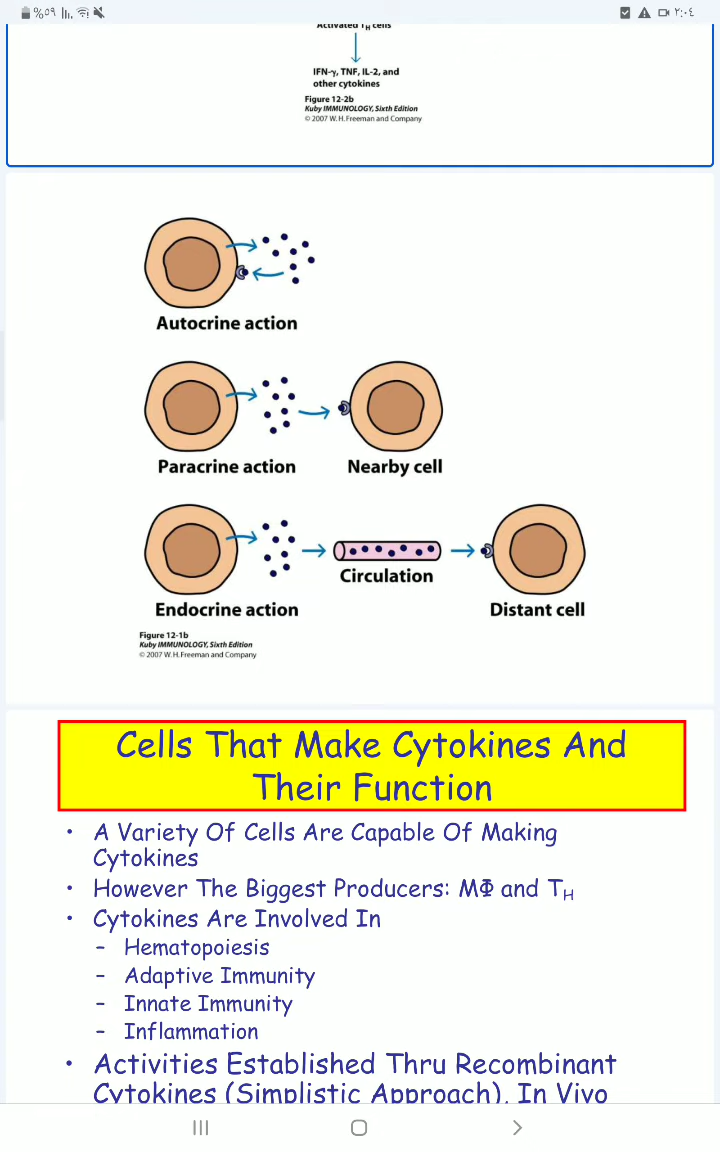 %٥٩
٢:٠٤
Activated TH cells
IFN-γ, TNF, IL-2, and
other cytokines
Figure 12-2b
Kuby IMMUNOLOGY, Sixth Edition
© 2007 W. H. Freeman and Company
Autocrine action
Paracrine action Nearby cell
Circulation
Endocrine action Distant cell
Figure 12-1b
Kuby IMMUNOLOGY, Sixth Edition
© 2007 W. H. Freeman and Company
Cells That Make Cytokines And
Their Function
• A Variety Of Cells Are Capable Of Making
Cytokines
• However The Biggest Producers: MΦ and TH
• Cytokines Are Involved In
– Hematopoiesis
– Adaptive Immunity
– Innate Immunity
– Inflammation
• Activities Established Thru Recombinant
Cytokines (Simplistic Approach), In Vivo